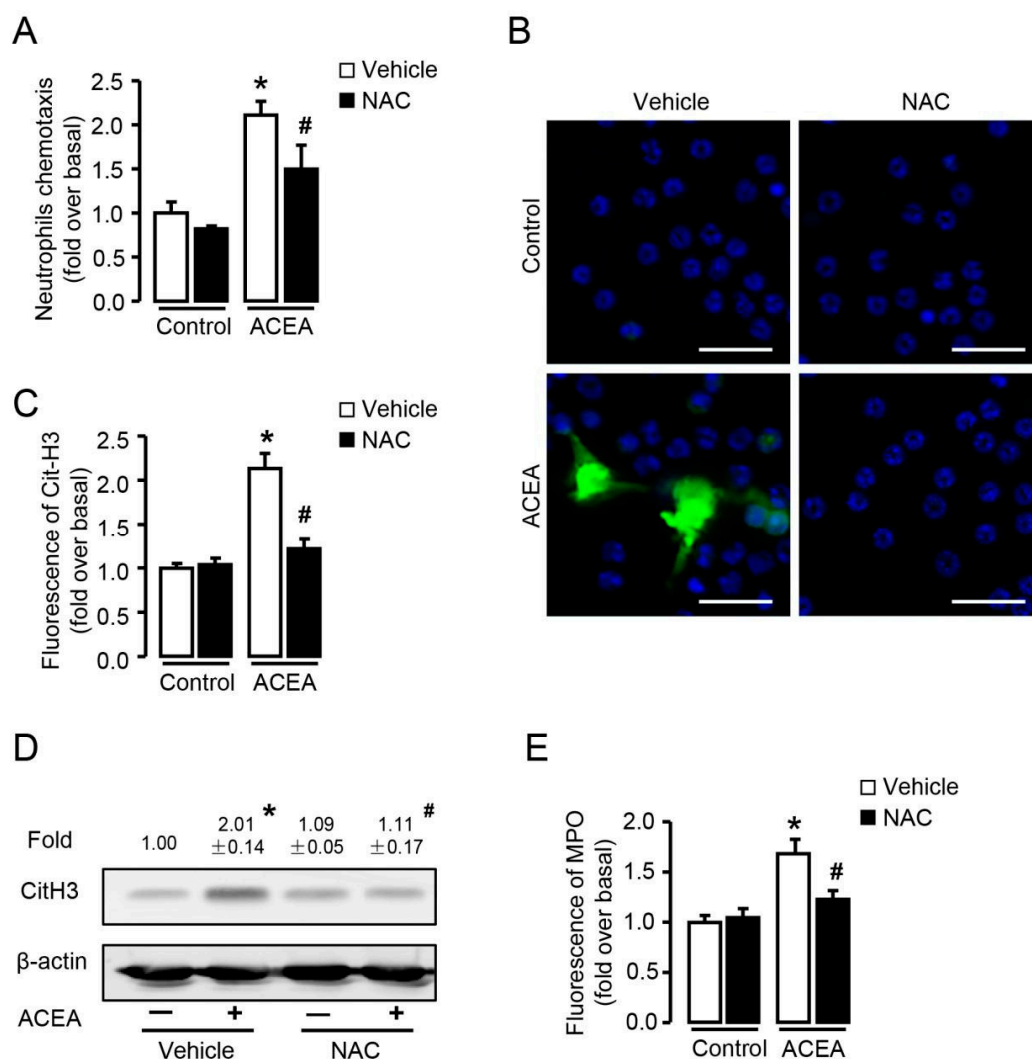 A
Vehicle
NAC
Neutrophils chemotaxis
(fold over basal)
2.5
2.0
1.5
1.0
0.5
0.0
*
#
Control
ACEA
B
Vehicle
NAC
Control
ACEA
C
Vehicle
NAC
Fluorescence of Cit-H3
(fold over basal)
2.5
2.0
1.5
1.0
0.5
0.0
*
#
Control
ACEA
D
Fold
1.00
2.01
±0.14
*
1.09
±0.05
1.11
±0.17
#
CitH3
β-actin
ACEA
— + — +
Vehicle
NAC
E
Vehicle
NAC
Fluorescence of MPO
(fold over basal)
2.0
1.5
1.0
0.5
0.0
*
#
Control
ACEA